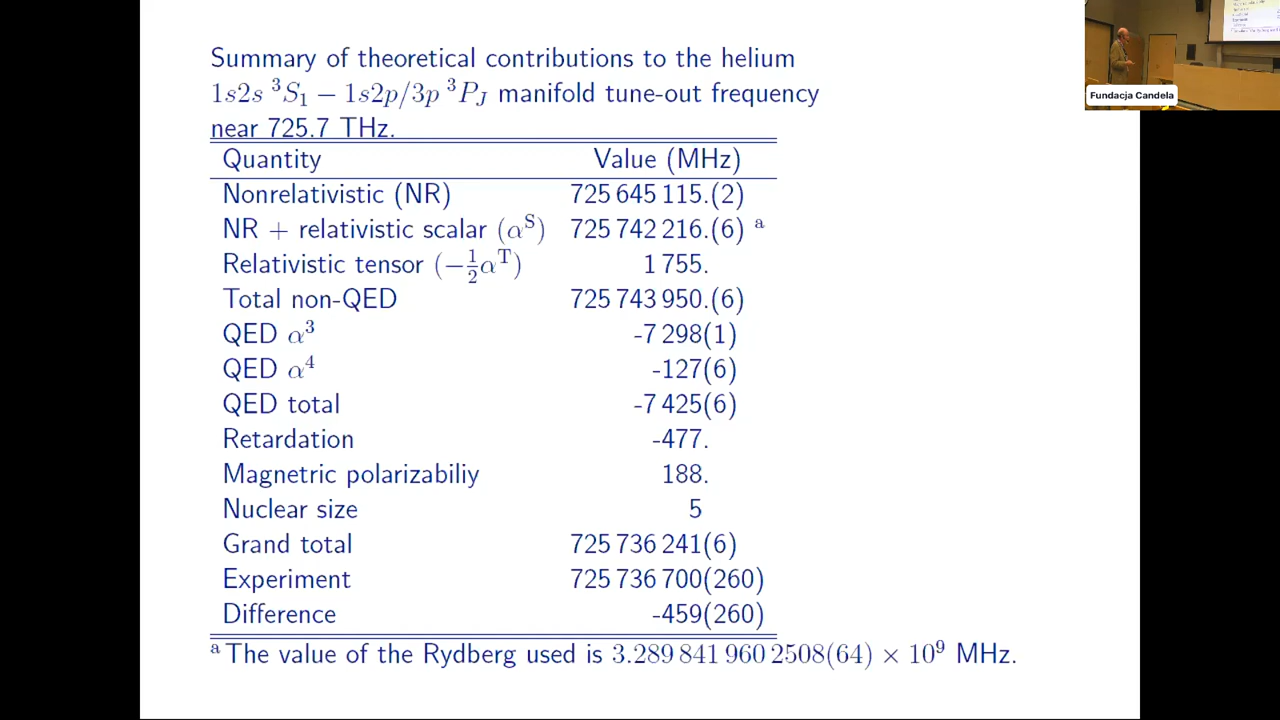 Summary of theoretical contributions to the helium
1s2s ³S₁ − 1s2p/3p ³P_J manifold tune-out frequency
near 725.7 THz.
Quantity Value (MHz)
Nonrelativistic (NR) 725 645 115.(2)
NR + relativistic scalar (αˢ) 725 742 216.(6) ᵃ
Relativistic tensor (−½αᵀ) 1 755.
Total non-QED 725 743 950.(6)
QED α³ -7 298(1)
QED α⁴ -127(6)
QED total -7 425(6)
Retardation -477.
Magnetric polarizabiliy 188.
Nuclear size 5
Grand total 725 736 241(6)
Experiment 725 736 700(260)
Difference -459(260)
ᵃ The value of the Rydberg used is 3.289 841 960 2508(64) × 10⁹ MHz.
Fundacja Candela